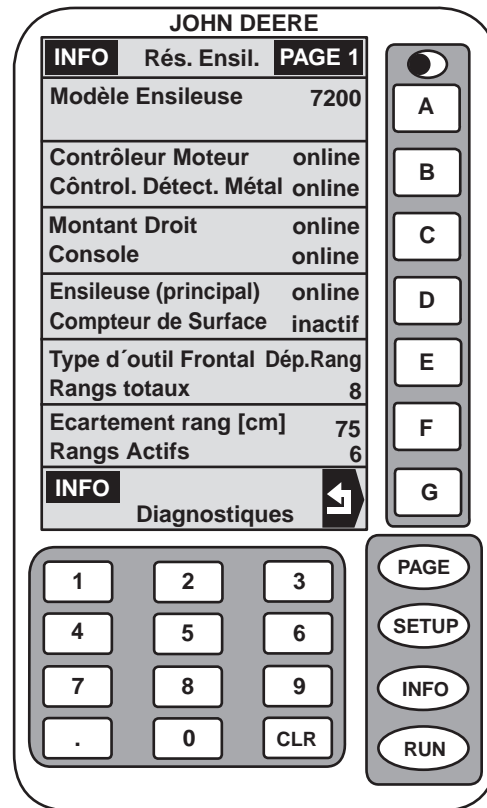 JOHN DEERE
INFO Rés. Ensil. PAGE 1
Modèle Ensileuse 7200
Contrôleur Moteur online
Côntrol. Détect. Métal online
Montant Droit online
Console online
Ensileuse (principal) online
Compteur de Surface inactif
Type d´outil Frontal Dép.Rang
Rangs totaux 8
Ecartement rang [cm] 75
Rangs Actifs 6
INFO
Diagnostiques
A
B
C
D
E
F
G
1 2 3
4 5 6
7 8 9
. 0 CLR
PAGE
SETUP
INFO
RUN